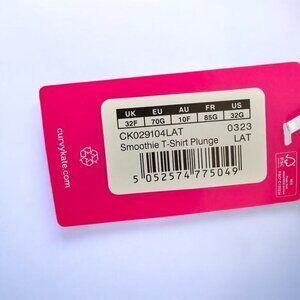 UK EU AU FR US
32F 70G 10F 85G 32G
CK029104LAT 0323
Smoothie T-Shirt Plunge LAT
5 052574 775049
curvykate.com